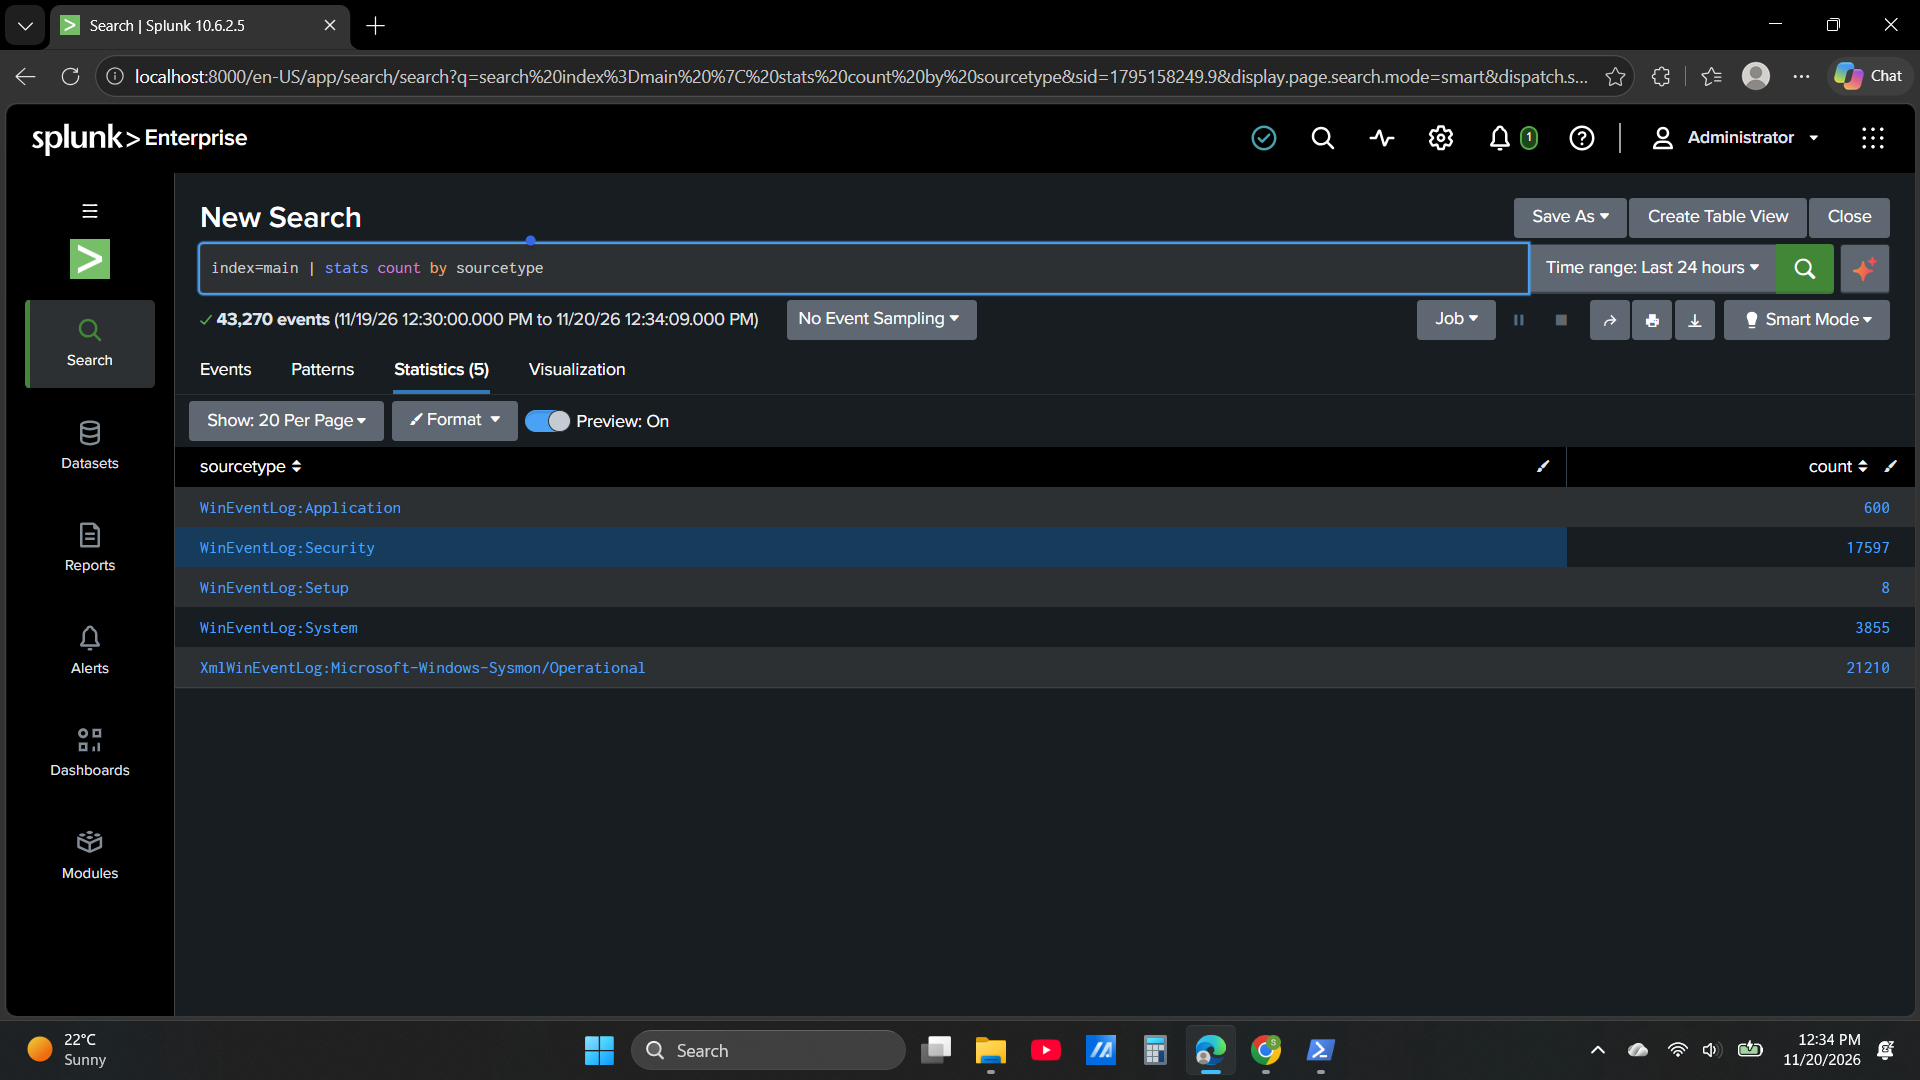 Search | Splunk 10.6.2.5
localhost:8000/en-US/app/search/search?q=search%20index%3Dmain%20%7C%20stats%20count%20by%20sourcetype&sid=1795158249.9&display.page.search.mode=smart&dispatch.s...
Chat
splunk>Enterprise
1
Administrator
New Search
Save As
Create Table View
Close
index=main | stats count by sourcetype
Time range: Last 24 hours
43,270 events (11/19/26 12:30:00.000 PM to 11/20/26 12:34:09.000 PM)
No Event Sampling
Job
Smart Mode
Search
Datasets
Reports
Alerts
Dashboards
Modules
Events
Patterns
Statistics (5)
Visualization
Show: 20 Per Page
Format
Preview: On
sourcetype
count
WinEventLog:Application
600
WinEventLog:Security
17597
WinEventLog:Setup
8
WinEventLog:System
3855
XmlWinEventLog:Microsoft-Windows-Sysmon/Operational
21210
22°C
Sunny
Search
S
12:34 PM
11/20/2026